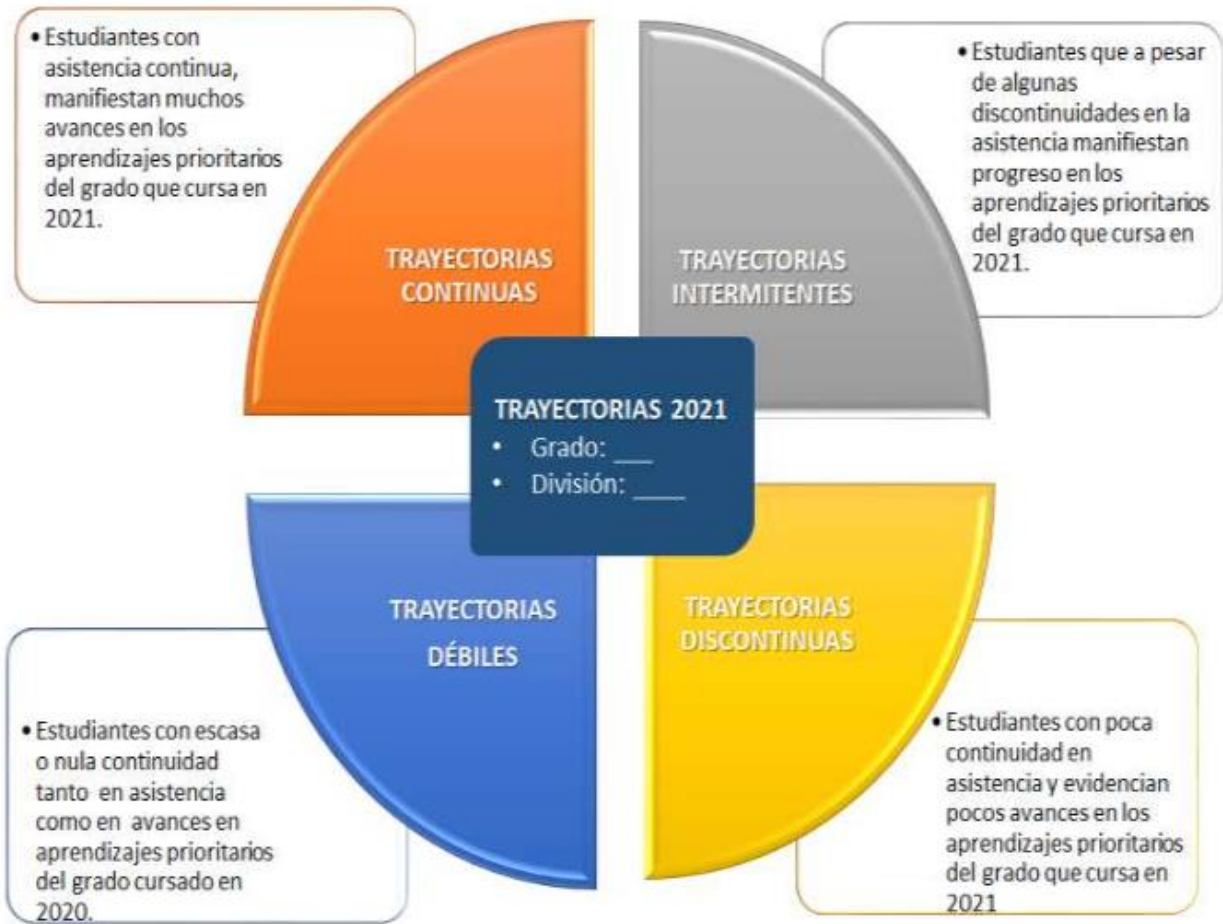 • Estudiantes con
asistencia continua,
manifiestan muchos
avances en los
aprendizajes prioritarios
del grado que cursa en
2021.
TRAYECTORIAS
CONTINUAS
• Estudiantes que a pesar
de algunas
discontinuidades en la
asistencia manifiestan
progreso en los
aprendizajes prioritarios
del grado que cursa en
2021.
TRAYECTORIAS
INTERMITENTES
TRAYECTORIAS 2021
• Grado: ___
• División: ____
TRAYECTORIAS
DÉBILES
• Estudiantes con escasa
o nula continuidad
tanto en asistencia
como en avances en
aprendizajes prioritarios
del grado cursado en
2020.
TRAYECTORIAS
DISCONTINUAS
• Estudiantes con poca
continuidad en
asistencia y evidencian
pocos avances en los
aprendizajes prioritarios
del grado que cursa en
2021